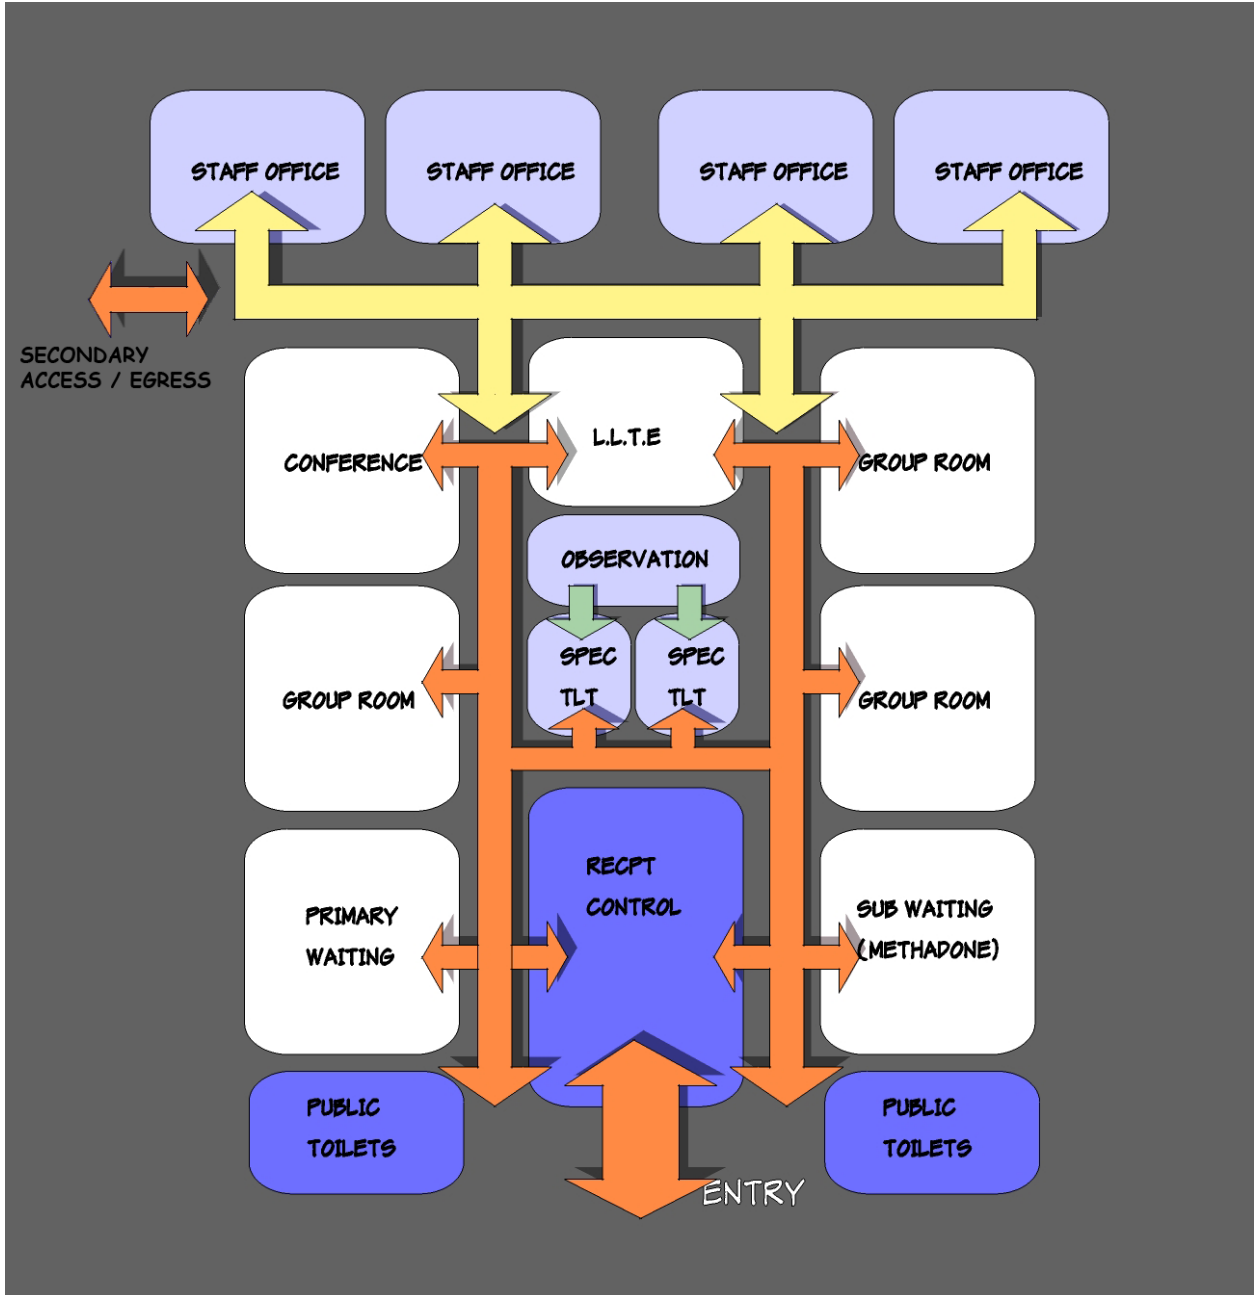 STAFF OFFICE
STAFF OFFICE
STAFF OFFICE
STAFF OFFICE
SECONDARY
ACCESS / EGRESS
CONFERENCE
L.L.T.E
GROUP ROOM
OBSERVATION
SPEC
TLT
SPEC
TLT
GROUP ROOM
GROUP ROOM
RECPT
CONTROL
PRIMARY
WAITING
SUB WAITING
(METHADONE)
PUBLIC
TOILETS
PUBLIC
TOILETS
ENTRY